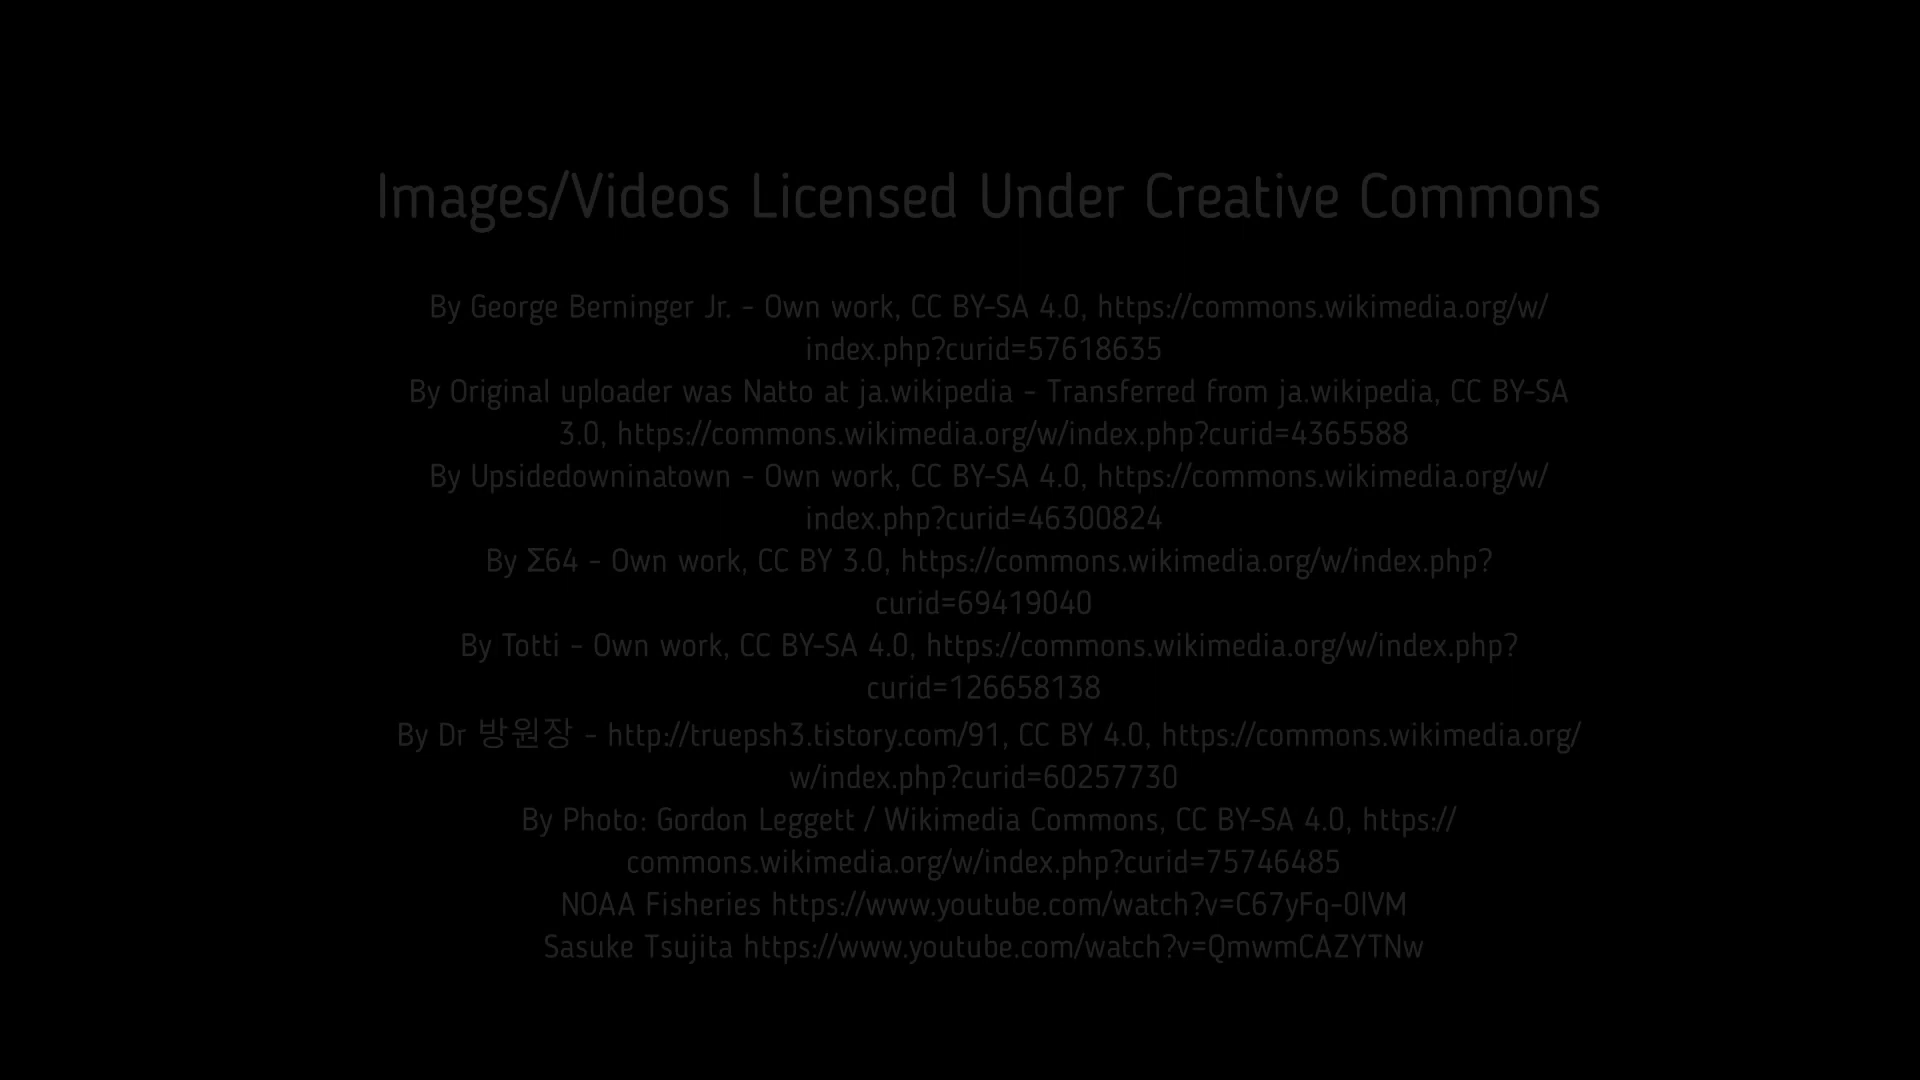 Images/Videos Licensed Under Creative Commons
By George Berninger Jr. - Own work, CC BY-SA 4.0, https://commons.wikimedia.org/w/
index.php?curid=57618635
By Original uploader was Natto at ja.wikipedia - Transferred from ja.wikipedia, CC BY-SA
3.0, https://commons.wikimedia.org/w/index.php?curid=4365588
By Upsidedowninatown - Own work, CC BY-SA 4.0, https://commons.wikimedia.org/w/
index.php?curid=46300824
By Σ64 - Own work, CC BY 3.0, https://commons.wikimedia.org/w/index.php?
curid=69419040
By Totti - Own work, CC BY-SA 4.0, https://commons.wikimedia.org/w/index.php?
curid=126658138
By Dr 방원장 - http://truepsh3.tistory.com/91, CC BY 4.0, https://commons.wikimedia.org/
w/index.php?curid=60257730
By Photo: Gordon Leggett / Wikimedia Commons, CC BY-SA 4.0, https://
commons.wikimedia.org/w/index.php?curid=75746485
NOAA Fisheries https://www.youtube.com/watch?v=C67yFq-0lVM
Sasuke Tsujita https://www.youtube.com/watch?v=QmwmCAZYTNw